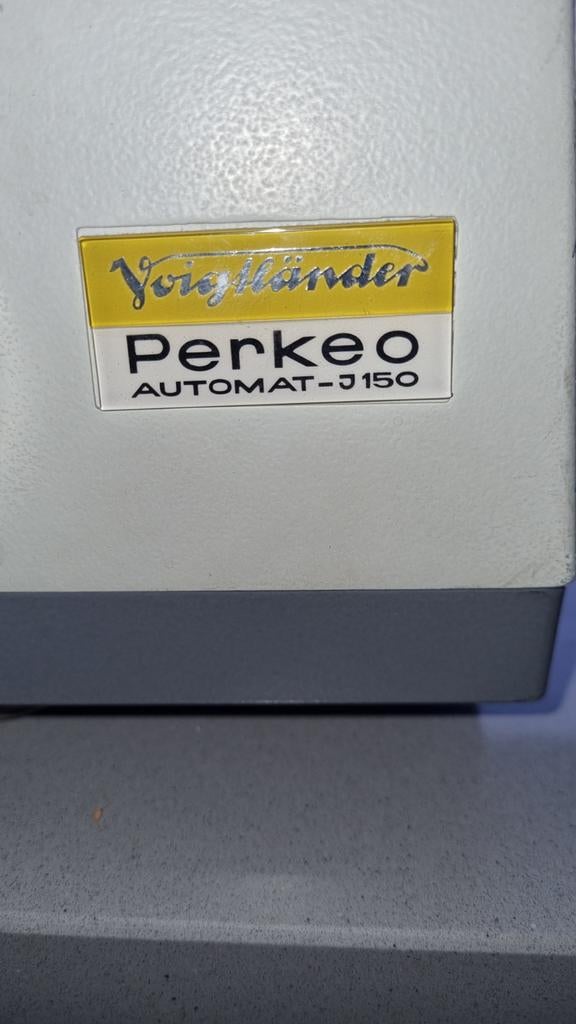 Voigtländer
Perkeo
AUTOMAT-J150